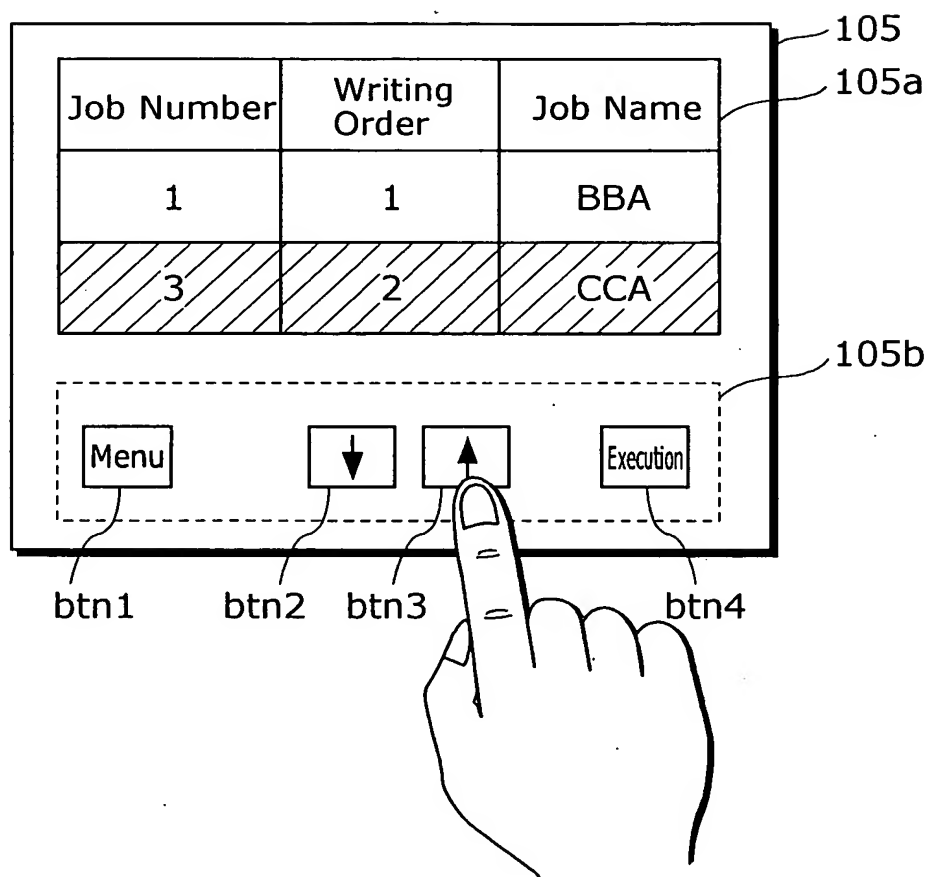 105
105a
Job Number Writing Order Job Name
1 1 BBA
3 2 CCA
105b
Menu Execution
btn1 btn2 btn3 btn4